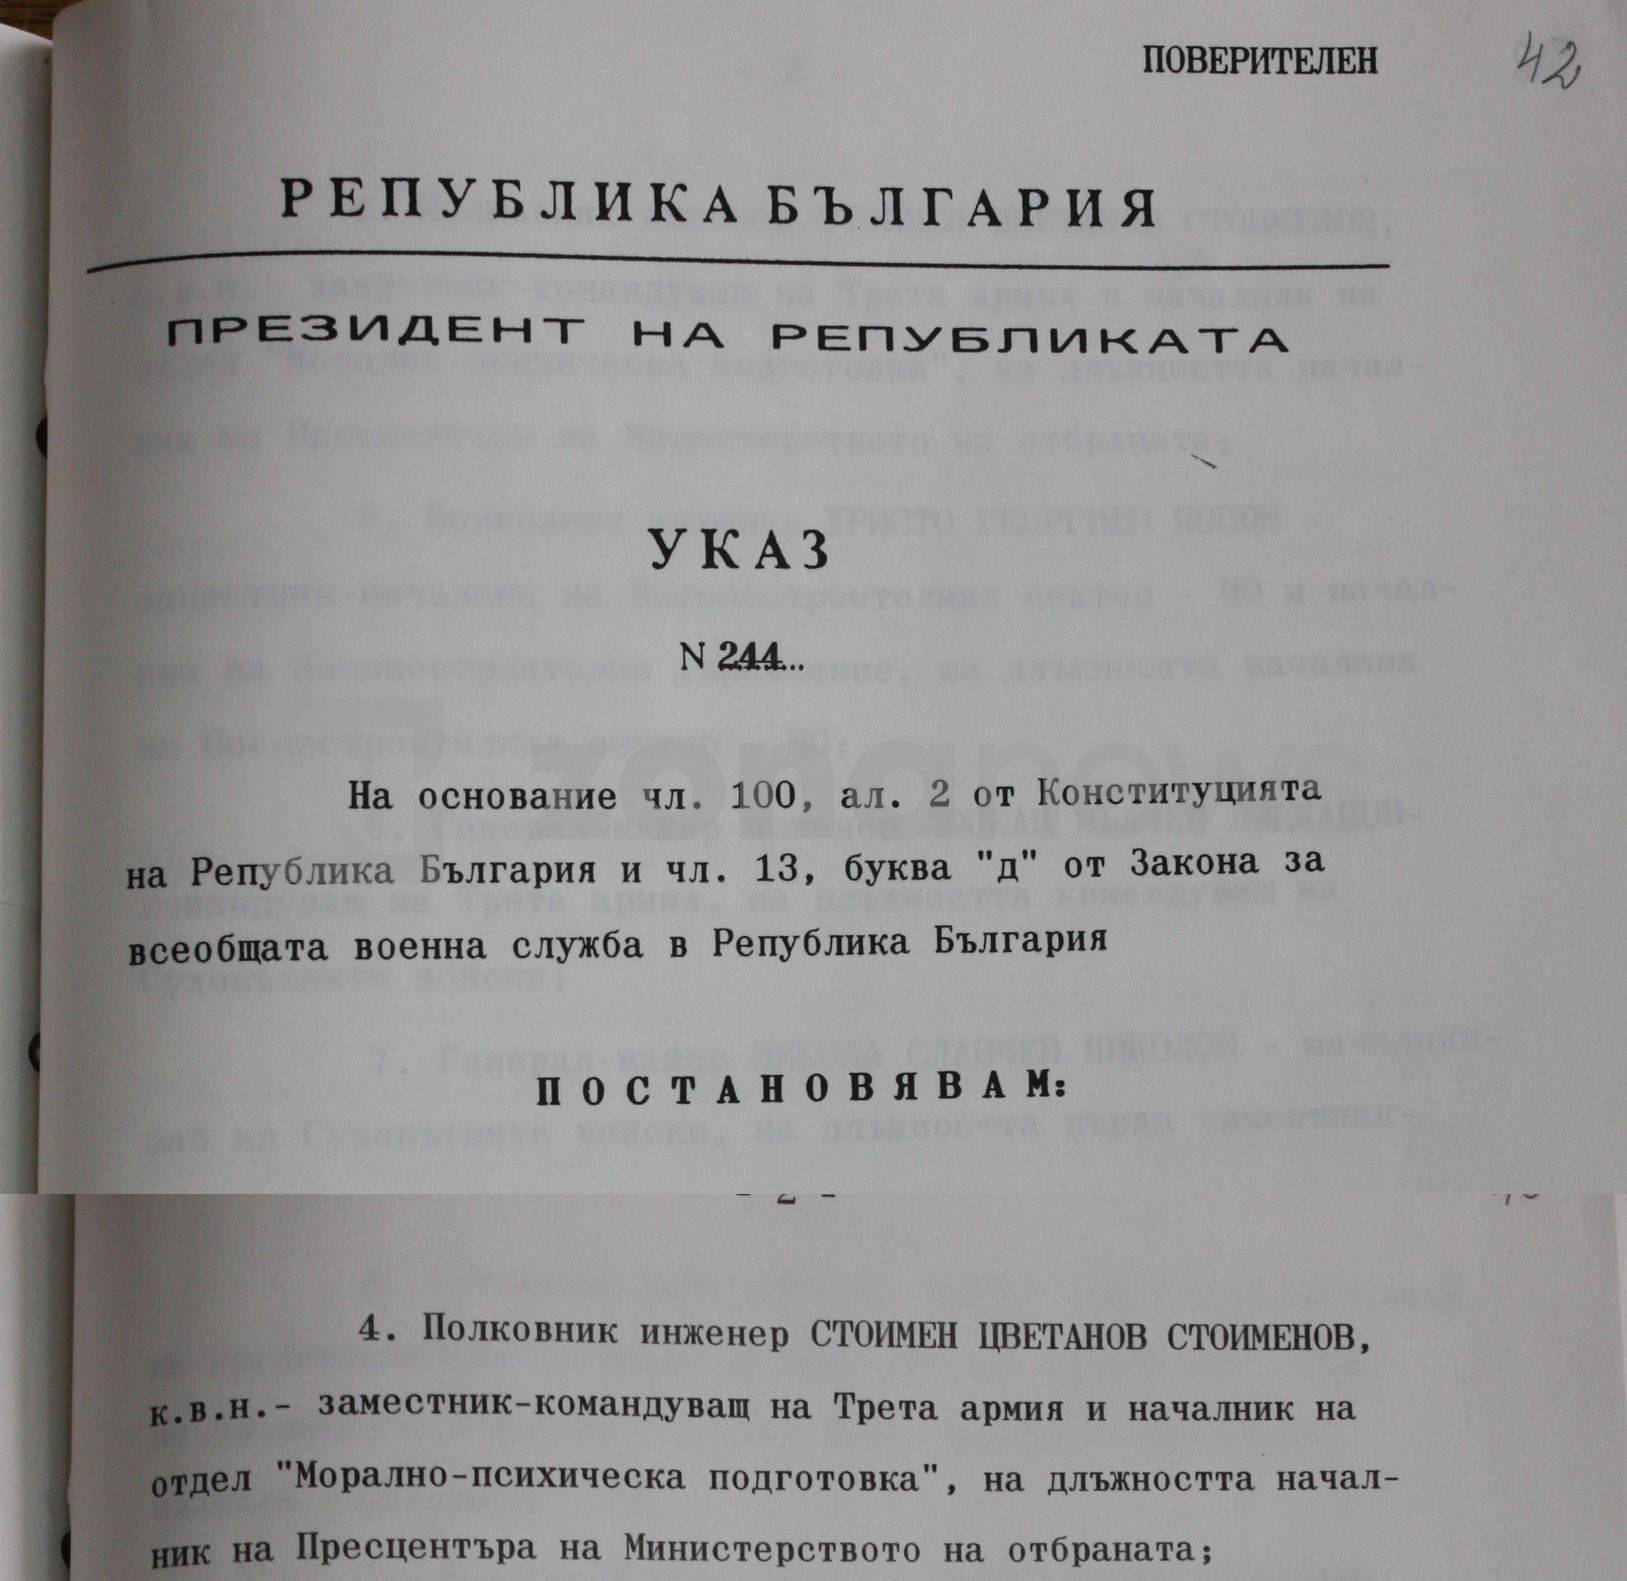 ПОВЕРИТЕЛЕН
42
РЕПУБЛИКА БЪЛГАРИЯ
ПРЕЗИДЕНТ НА РЕПУБЛИКАТА
УКАЗ
N 244...
На основание чл. 100, ал. 2 от Конституцията
на Република България и чл. 13, буква "д" от Закона за
всеобщата военна служба в Република България
ПОСТАНОВЯВАМ:
- 2 -
4. Полковник инженер СТОИМЕН ЦВЕТАНОВ СТОИМЕНОВ,
к.в.н.- заместник-командуващ на Трета армия и началник на
отдел "Морално-психическа подготовка", на длъжността начал-
ник на Пресцентъра на Министерството на отбраната;